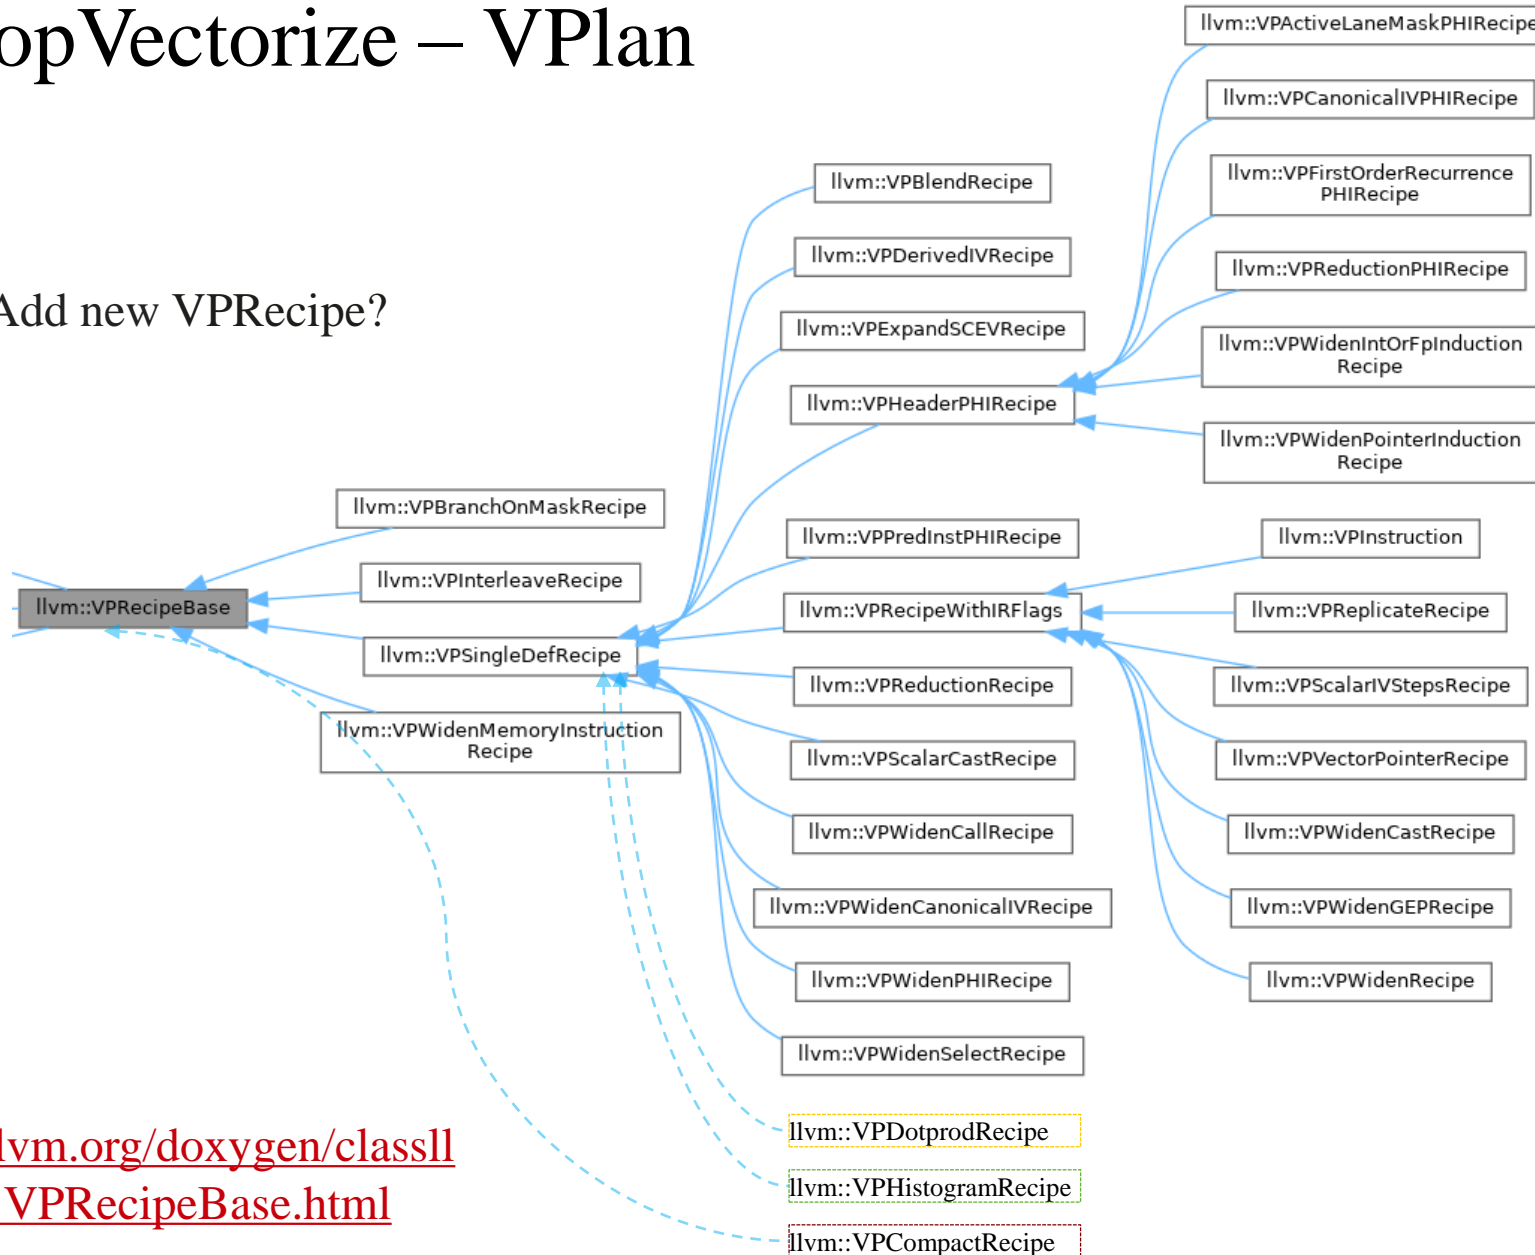 opVectorize – VPlan
Add new VPRecipe?
llvm::VPRecipeBase
llvm::VPBranchOnMaskRecipe
llvm::VPInterleaveRecipe
llvm::VPSingleDefRecipe
llvm::VPWidenMemoryInstruction
Recipe
llvm::VPBlendRecipe
llvm::VPDerivedIVRecipe
llvm::VPExpandSCEVRecipe
llvm::VPHeaderPHIRecipe
llvm::VPPredInstPHIRecipe
llvm::VPRecipeWithIRFlags
llvm::VPReductionRecipe
llvm::VPScalarCastRecipe
llvm::VPWidenCallRecipe
llvm::VPWidenCanonicalIVRecipe
llvm::VPWidenPHIRecipe
llvm::VPWidenSelectRecipe
llvm::VPDotprodRecipe
llvm::VPHistogramRecipe
llvm::VPCompactRecipe
llvm::VPActiveLaneMaskPHIRecipe
llvm::VPCanonicalIVPHIRecipe
llvm::VPFirstOrderRecurrence
PHIRecipe
llvm::VPReductionPHIRecipe
llvm::VPWidenIntOrFpInduction
Recipe
llvm::VPWidenPointerInduction
Recipe
llvm::VPInstruction
llvm::VPReplicateRecipe
llvm::VPScalarIVStepsRecipe
llvm::VPVectorPointerRecipe
llvm::VPWidenCastRecipe
llvm::VPWidenGEPRecipe
llvm::VPWidenRecipe
lvm.org/doxygen/classll
VPRecipeBase.html